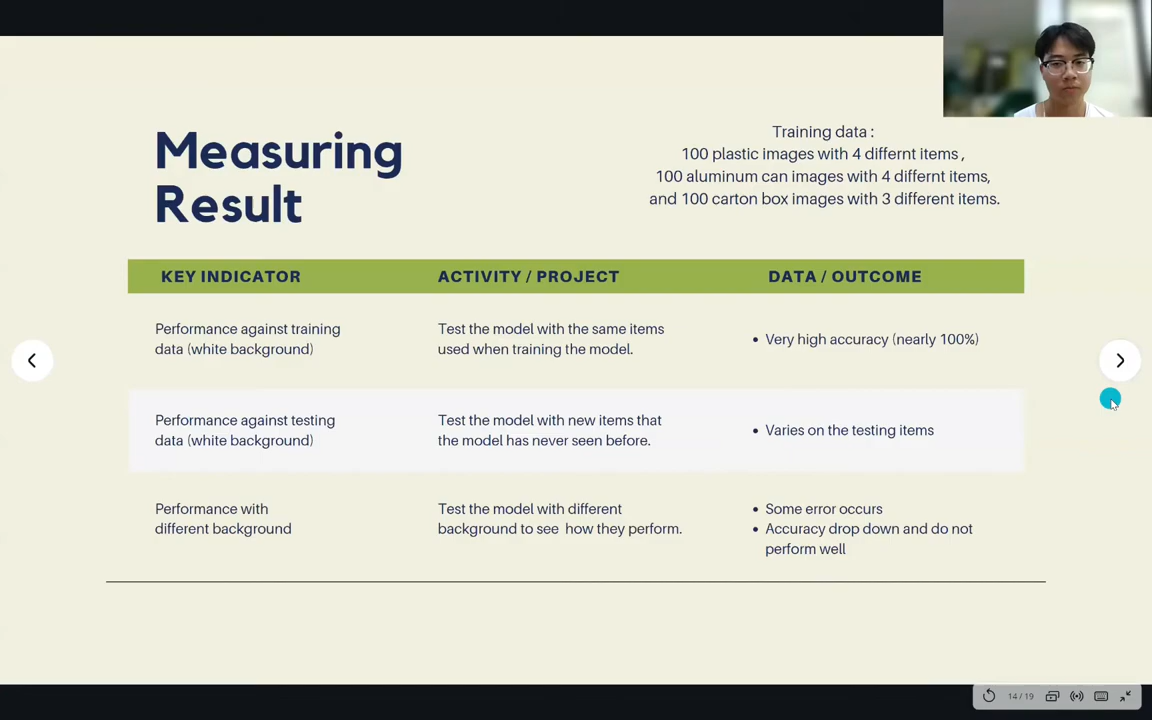 Measuring
Result
Training data :
100 plastic images with 4 differnt items ,
100 aluminum can images with 4 differnt items,
and 100 carton box images with 3 different items.
KEY INDICATOR
ACTIVITY / PROJECT
DATA / OUTCOME
Performance against training
data (white background)
Test the model with the same items
used when training the model.
• Very high accuracy (nearly 100%)
Performance against testing
data (white background)
Test the model with new items that
the model has never seen before.
• Varies on the testing items
Performance with
different background
Test the model with different
background to see how they perform.
• Some error occurs
• Accuracy drop down and do not
perform well
14 / 19